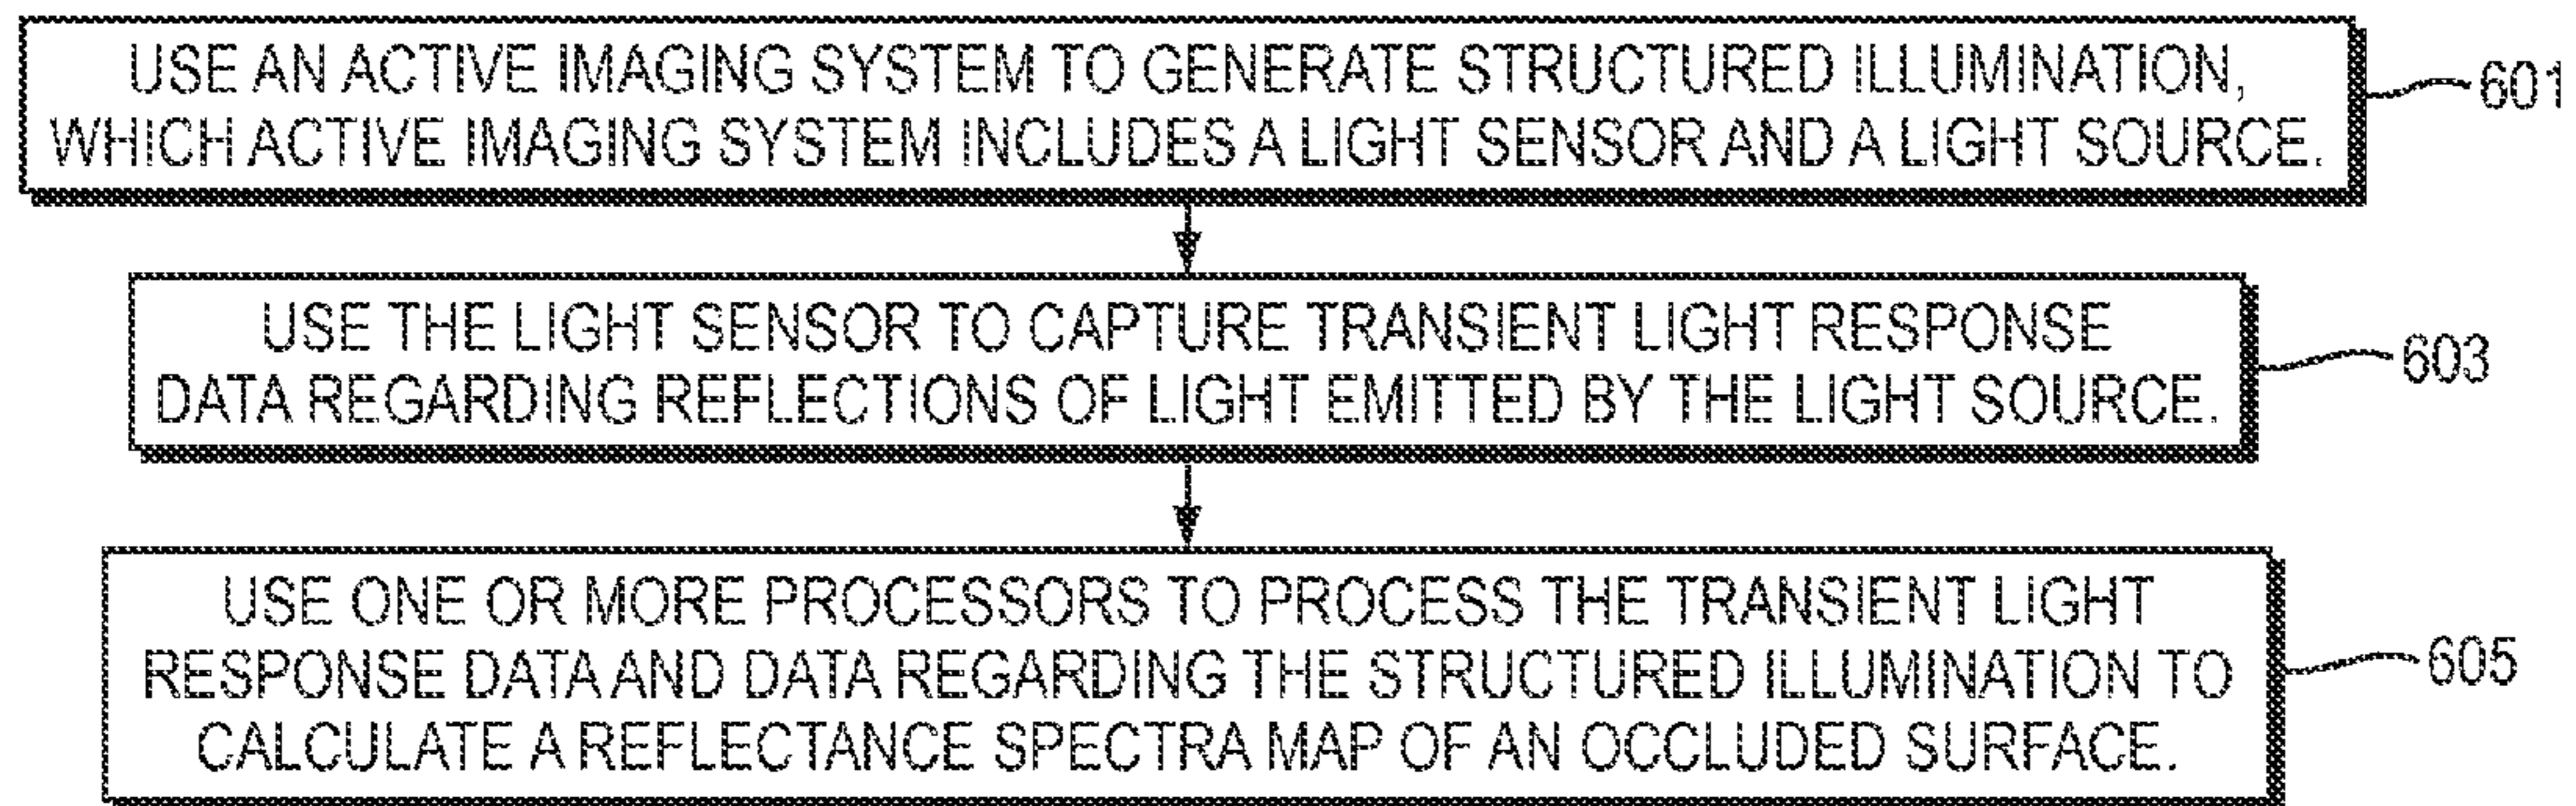 USE AN ACTIVE IMAGING SYSTEM TO GENERATE STRUCTURED ILLUMINATION,
WHICH ACTIVE IMAGING SYSTEM INCLUDES A LIGHT SENSOR AND A LIGHT SOURCE.
601
USE THE LIGHT SENSOR TO CAPTURE TRANSIENT LIGHT RESPONSE
DATA REGARDING REFLECTIONS OF LIGHT EMITTED BY THE LIGHT SOURCE.
603
USE ONE OR MORE PROCESSORS TO PROCESS THE TRANSIENT LIGHT
RESPONSE DATA AND DATA REGARDING THE STRUCTURED ILLUMINATION TO
CALCULATE A REFLECTANCE SPECTRA MAP OF AN OCCLUDED SURFACE.
605